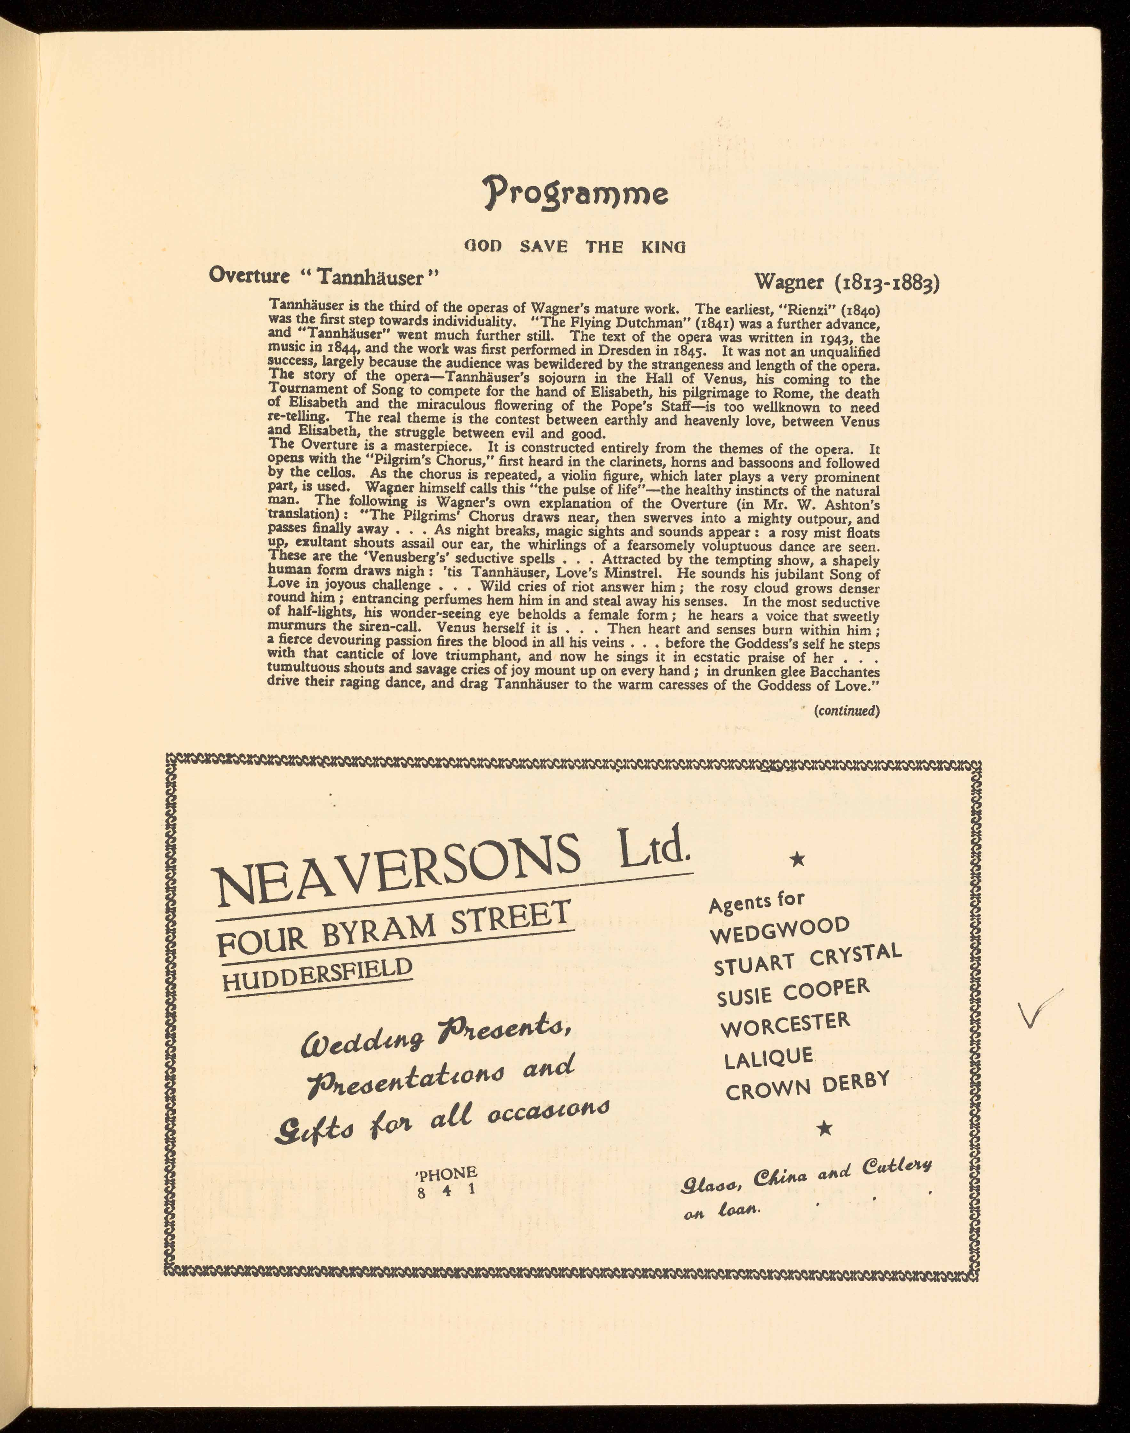 Programme
GOD SAVE THE KING
Overture "Tannhäuser" Wagner (1813-1883)
Tannhäuser is the third of the operas of Wagner's mature work. The earliest, "Rienzi" (1840)
was the first step towards individuality. "The Flying Dutchman" (1841) was a further advance,
and "Tannhäuser" went much further still. The text of the opera was written in 1943, the
music in 1844, and the work was first performed in Dresden in 1845. It was not an unqualified
success, largely because the audience was bewildered by the strangeness and length of the opera.
The story of the opera—Tannhäuser's sojourn in the Hall of Venus, his coming to the
Tournament of Song to compete for the hand of Elisabeth, his pilgrimage to Rome, the death
of Elisabeth and the miraculous flowering of the Pope's Staff—is too wellknown to need
re-telling. The real theme is the contest between earthly and heavenly love, between Venus
and Elisabeth, the struggle between evil and good.
The Overture is a masterpiece. It is constructed entirely from the themes of the opera. It
opens with the "Pilgrim's Chorus," first heard in the clarinets, horns and bassoons and followed
by the cellos. As the chorus is repeated, a violin figure, which later plays a very prominent
part, is used. Wagner himself calls this "the pulse of life"—the healthy instincts of the natural
man. The following is Wagner's own explanation of the Overture (in Mr. W. Ashton's
translation) : "The Pilgrims' Chorus draws near, then swerves into a mighty outpour, and
passes finally away . . . As night breaks, magic sights and sounds appear : a rosy mist floats
up, exultant shouts assail our ear, the whirlings of a fearsomely voluptuous dance are seen.
These are the 'Venusberg's' seductive spells . . . Attracted by the tempting show, a shapely
human form draws nigh : 'tis Tannhäuser, Love's Minstrel. He sounds his jubilant Song of
Love in joyous challenge . . . Wild cries of riot answer him ; the rosy cloud grows denser
round him ; entrancing perfumes hem him in and steal away his senses. In the most seductive
of half-lights, his wonder-seeing eye beholds a female form ; he hears a voice that sweetly
murmurs the siren-call. Venus herself it is . . . Then heart and senses burn within him ;
a fierce devouring passion fires the blood in all his veins . . . before the Goddess's self he steps
with that canticle of love triumphant, and now he sings it in ecstatic praise of her . . .
tumultuous shouts and savage cries of joy mount up on every hand ; in drunken glee Bacchantes
drive their raging dance, and drag Tannhäuser to the warm caresses of the Goddess of Love."
(continued)
NEAVERSONS Ltd.
FOUR BYRAM STREET
HUDDERSFIELD
Wedding Presents,
Presentations and
Gifts for all occasions
'PHONE
8 4 1
Agents for
WEDGWOOD
STUART CRYSTAL
SUSIE COOPER
WORCESTER
LALIQUE
CROWN DERBY
Glass, China and Cutlery
on loan.